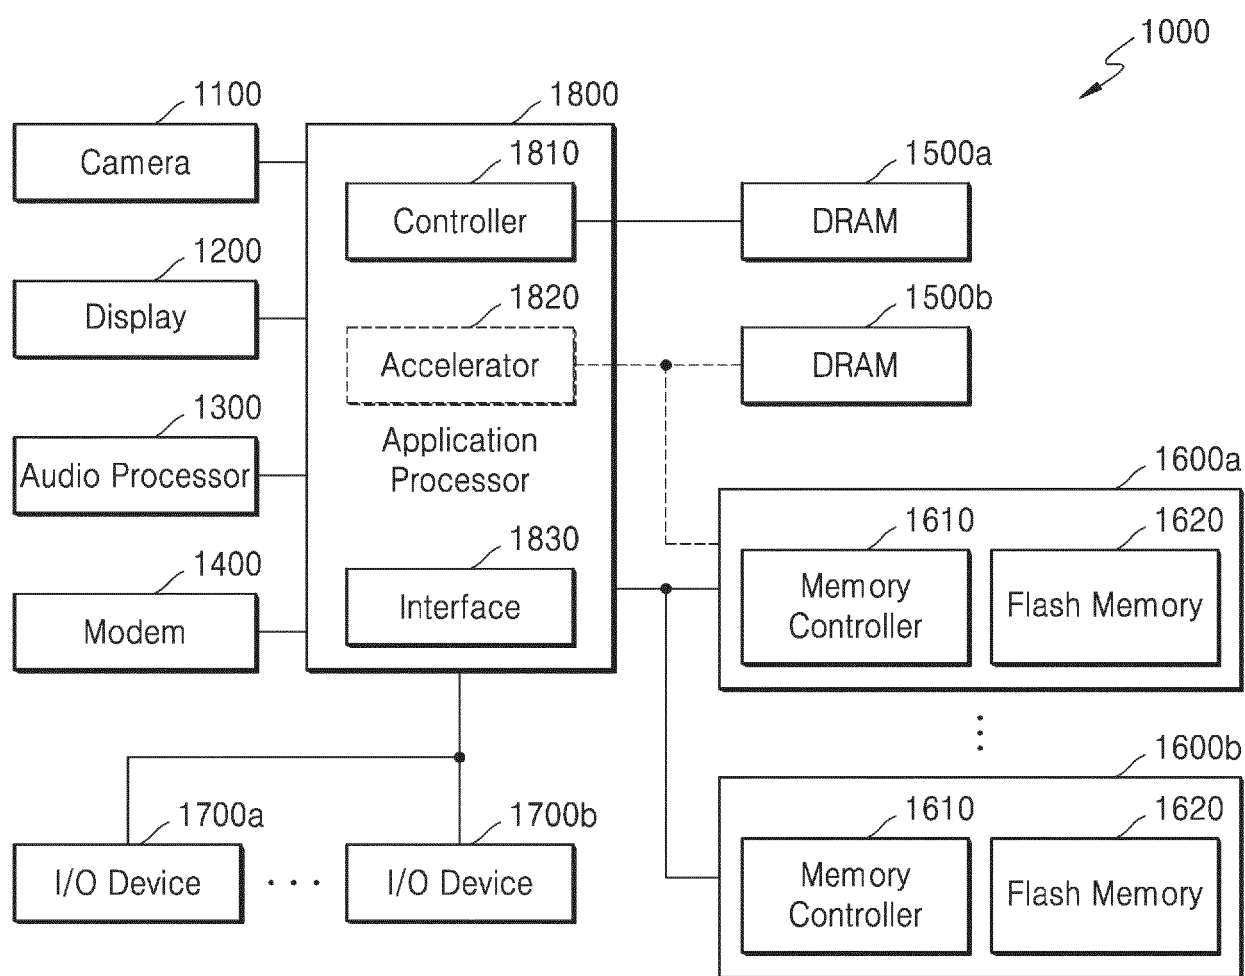 1000
1100
Camera
1200
Display
1300
Audio Processor
1400
Modem
1800
1810
Controller
1820
Accelerator
Application
Processor
1830
Interface
1500a
DRAM
1500b
DRAM
1600a
1610
Memory
Controller
1620
Flash Memory
1600b
1610
Memory
Controller
1620
Flash Memory
1700a
I/O Device
1700b
I/O Device